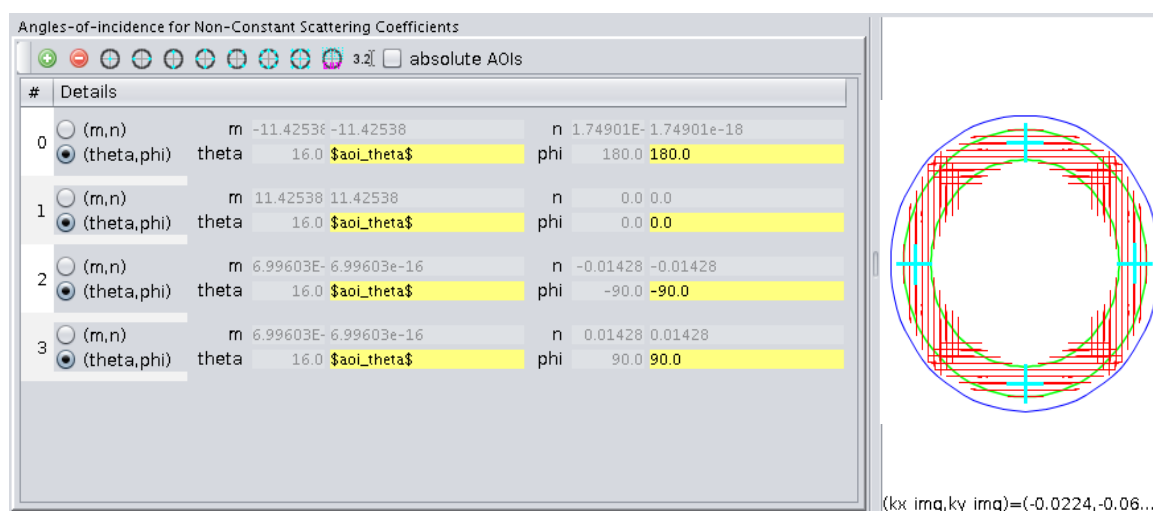 Angles-of-incidence for Non-Constant Scattering Coefficients
3.2 absolute AOIs
# Details
0 (m,n) m -11.42538 -11.42538 n 1.74901E- 1.74901e-18
(theta,phi) theta 16.0 $aoi_theta$ phi 180.0 180.0
1 (m,n) m 11.42538 11.42538 n 0.0 0.0
(theta,phi) theta 16.0 $aoi_theta$ phi 0.0 0.0
2 (m,n) m 6.99603E- 6.99603e-16 n -0.01428 -0.01428
(theta,phi) theta 16.0 $aoi_theta$ phi -90.0 -90.0
3 (m,n) m 6.99603E- 6.99603e-16 n 0.01428 0.01428
(theta,phi) theta 16.0 $aoi_theta$ phi 90.0 90.0
(kx_img,ky_img)=(-0.0224,-0.06...